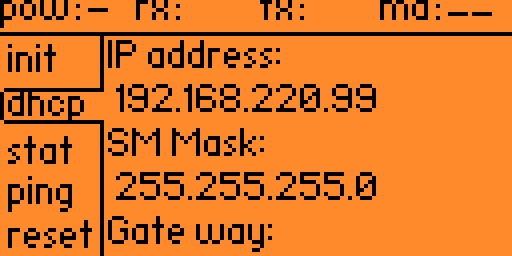 pow:– rx: tx: ma:––
init
dhcp
stat
ping
reset
IP address:
192.168.220.99
SM Mask:
255.255.255.0
Gate way: